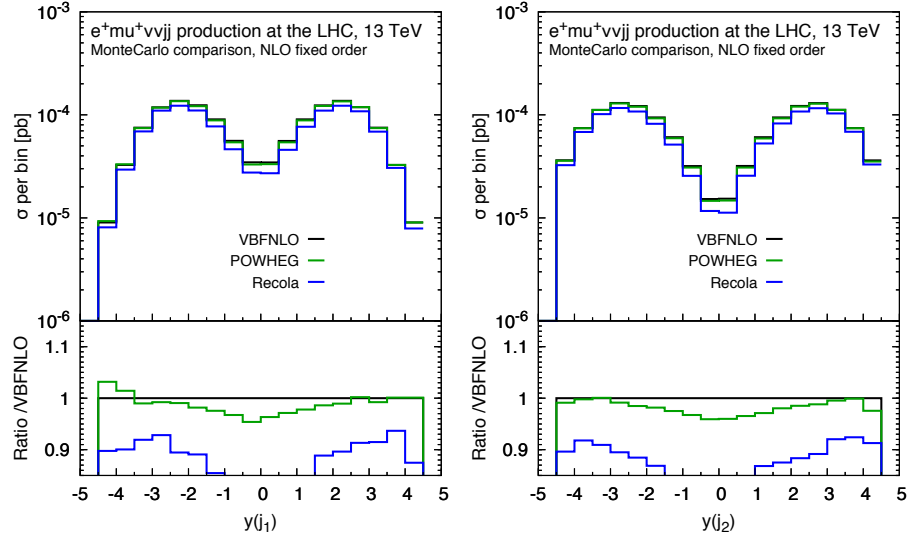 e⁺mu⁺vvjj production at the LHC, 13 TeV
MonteCarlo comparison, NLO fixed order
σ per bin [pb]
10⁻³
10⁻⁴
10⁻⁵
10⁻⁶
VBFNLO
POWHEG
Recola
Ratio /VBFNLO
1.1
1
0.9
-5 -4 -3 -2 -1 0 1 2 3 4 5
y(j₁)
e⁺mu⁺vvjj production at the LHC, 13 TeV
MonteCarlo comparison, NLO fixed order
σ per bin [pb]
10⁻³
10⁻⁴
10⁻⁵
10⁻⁶
VBFNLO
POWHEG
Recola
Ratio /VBFNLO
1.1
1
0.9
-5 -4 -3 -2 -1 0 1 2 3 4 5
y(j₂)